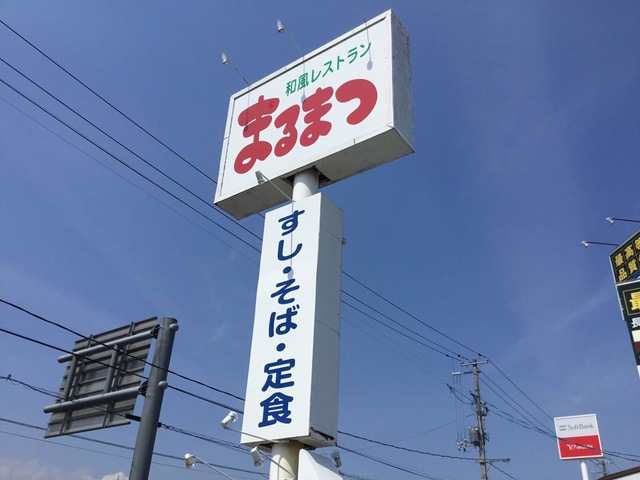 和風レストラン
まるまつ
すし・そば・定食
SoftBank